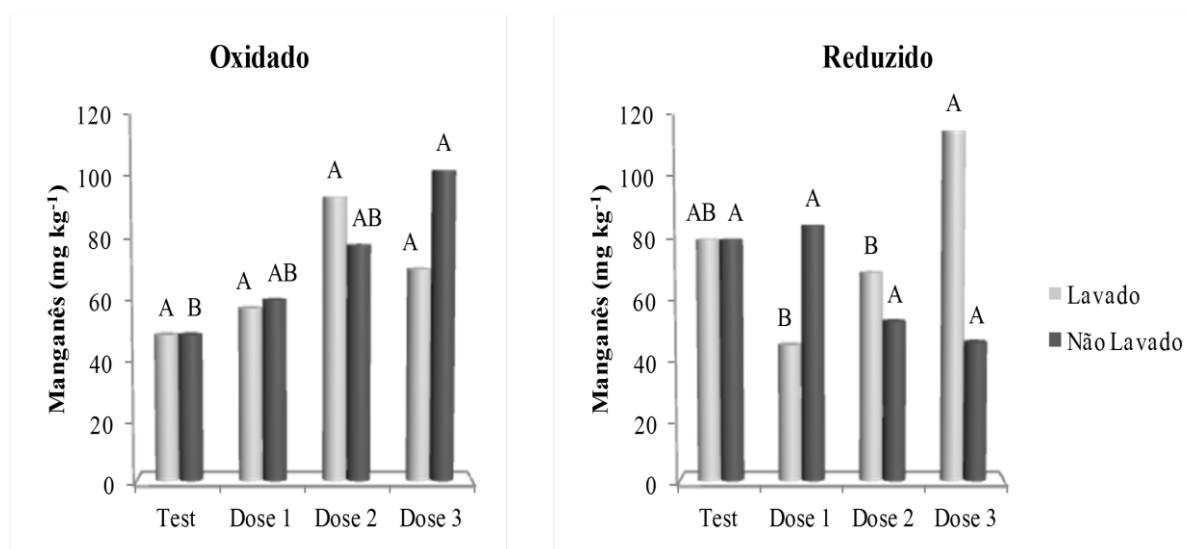 Oxidado
Manganês (mg kg⁻¹)
120
100
80
60
40
20
0
A B
A AB
A AB
A A
Test Dose 1 Dose 2 Dose 3
Reduzido
Manganês (mg kg⁻¹)
120
100
80
60
40
20
0
AB A
B A
B A
A A
Test Dose 1 Dose 2 Dose 3
Lavado
Não Lavado